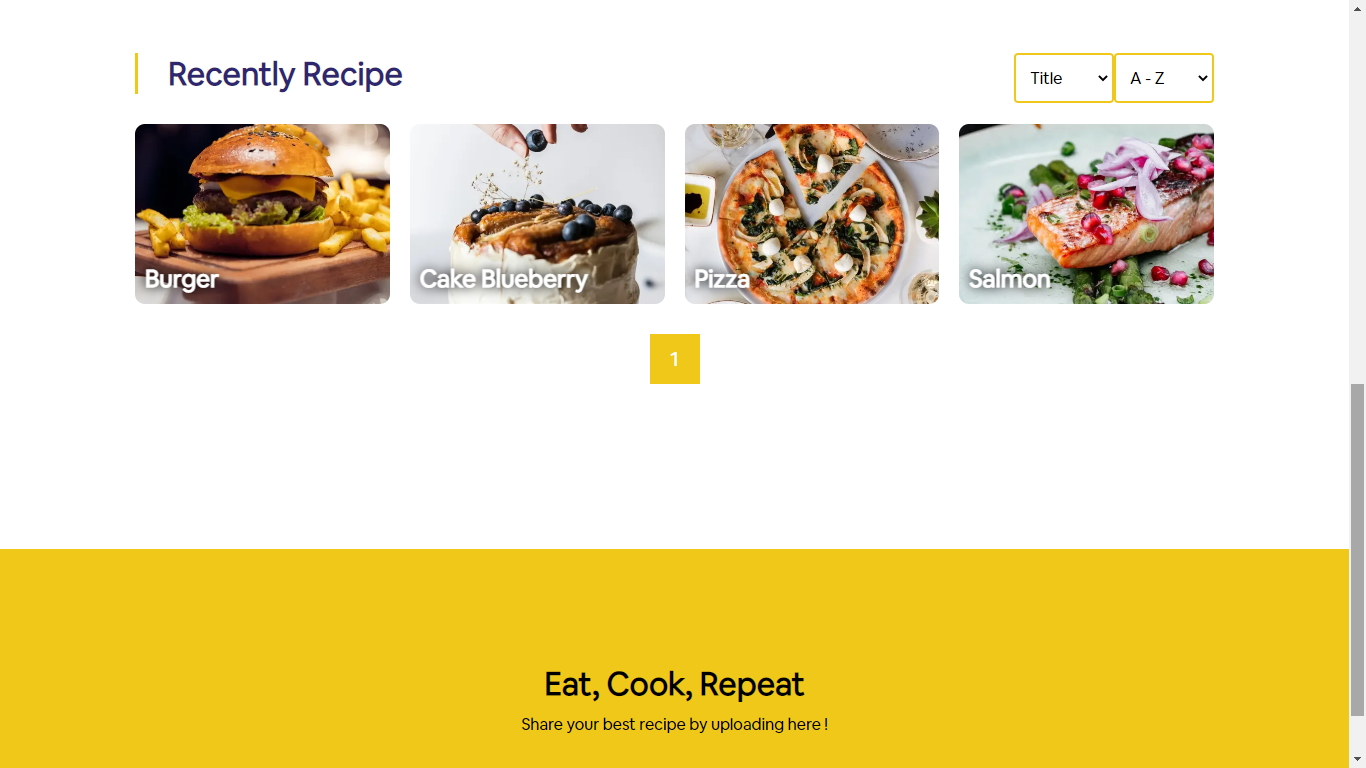 Recently Recipe
Title
A - Z
Burger
Cake Blueberry
Pizza
Salmon
1
Eat, Cook, Repeat
Share your best recipe by uploading here !